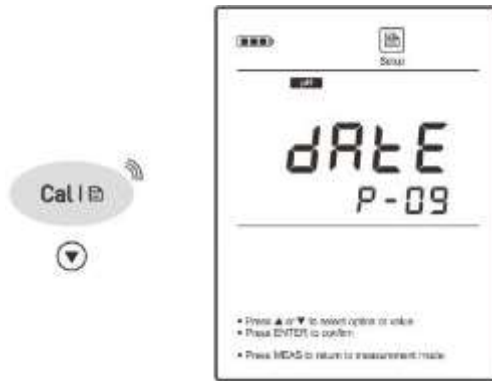 Cal
Setup
pH
dAtE
P-09
• Press ▲ or ▼ to select option or value
• Press ENTER to confirm
• Press MEAS to return to measurement mode